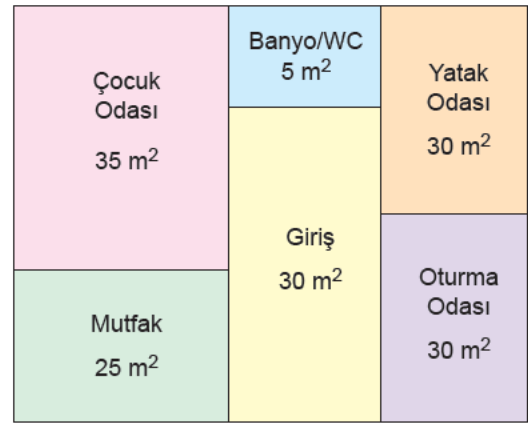 Çocuk
Odası
35 m²
Banyo/WC
5 m²
Yatak
Odası
30 m²
Giriş
30 m²
Mutfak
25 m²
Oturma
Odası
30 m²